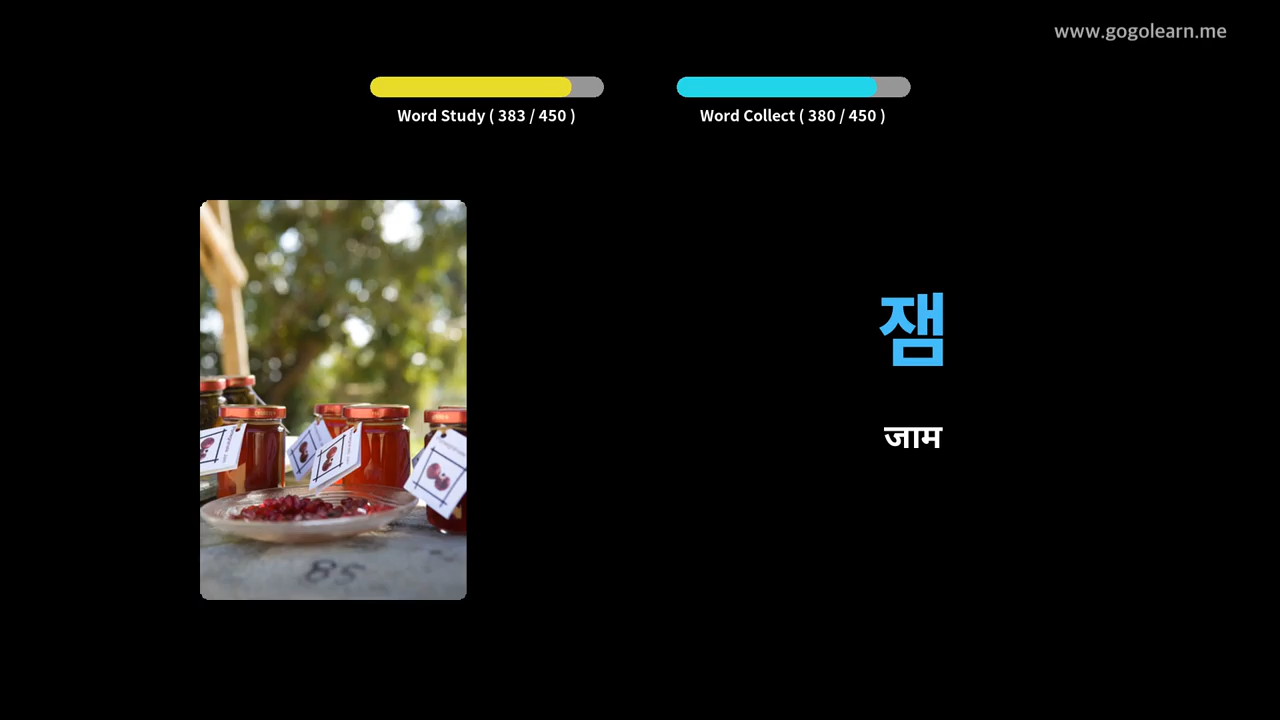 www.gogolearn.me
Word Study ( 383 / 450 )
Word Collect ( 380 / 450 )
잼
जाम
85